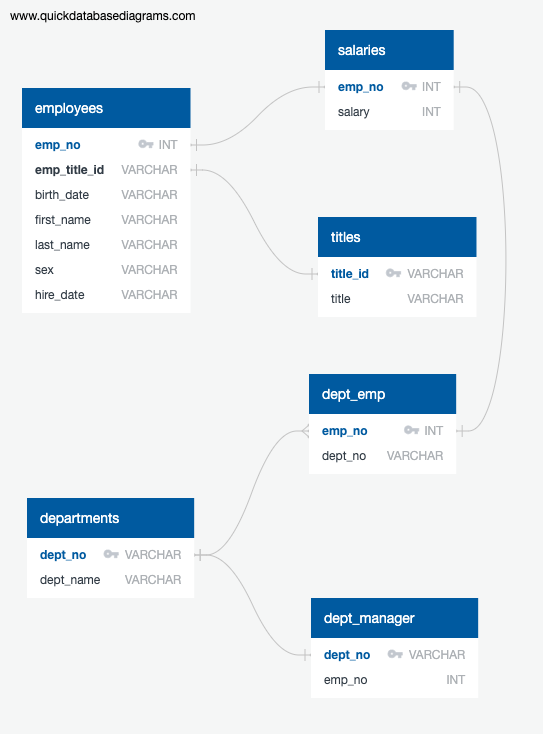 www.quickdatabasediagrams.com
salaries
emp_no INT
salary INT
employees
emp_no INT
emp_title_id VARCHAR
birth_date VARCHAR
first_name VARCHAR
last_name VARCHAR
sex VARCHAR
hire_date VARCHAR
titles
title_id VARCHAR
title VARCHAR
dept_emp
emp_no INT
dept_no VARCHAR
departments
dept_no VARCHAR
dept_name VARCHAR
dept_manager
dept_no VARCHAR
emp_no INT